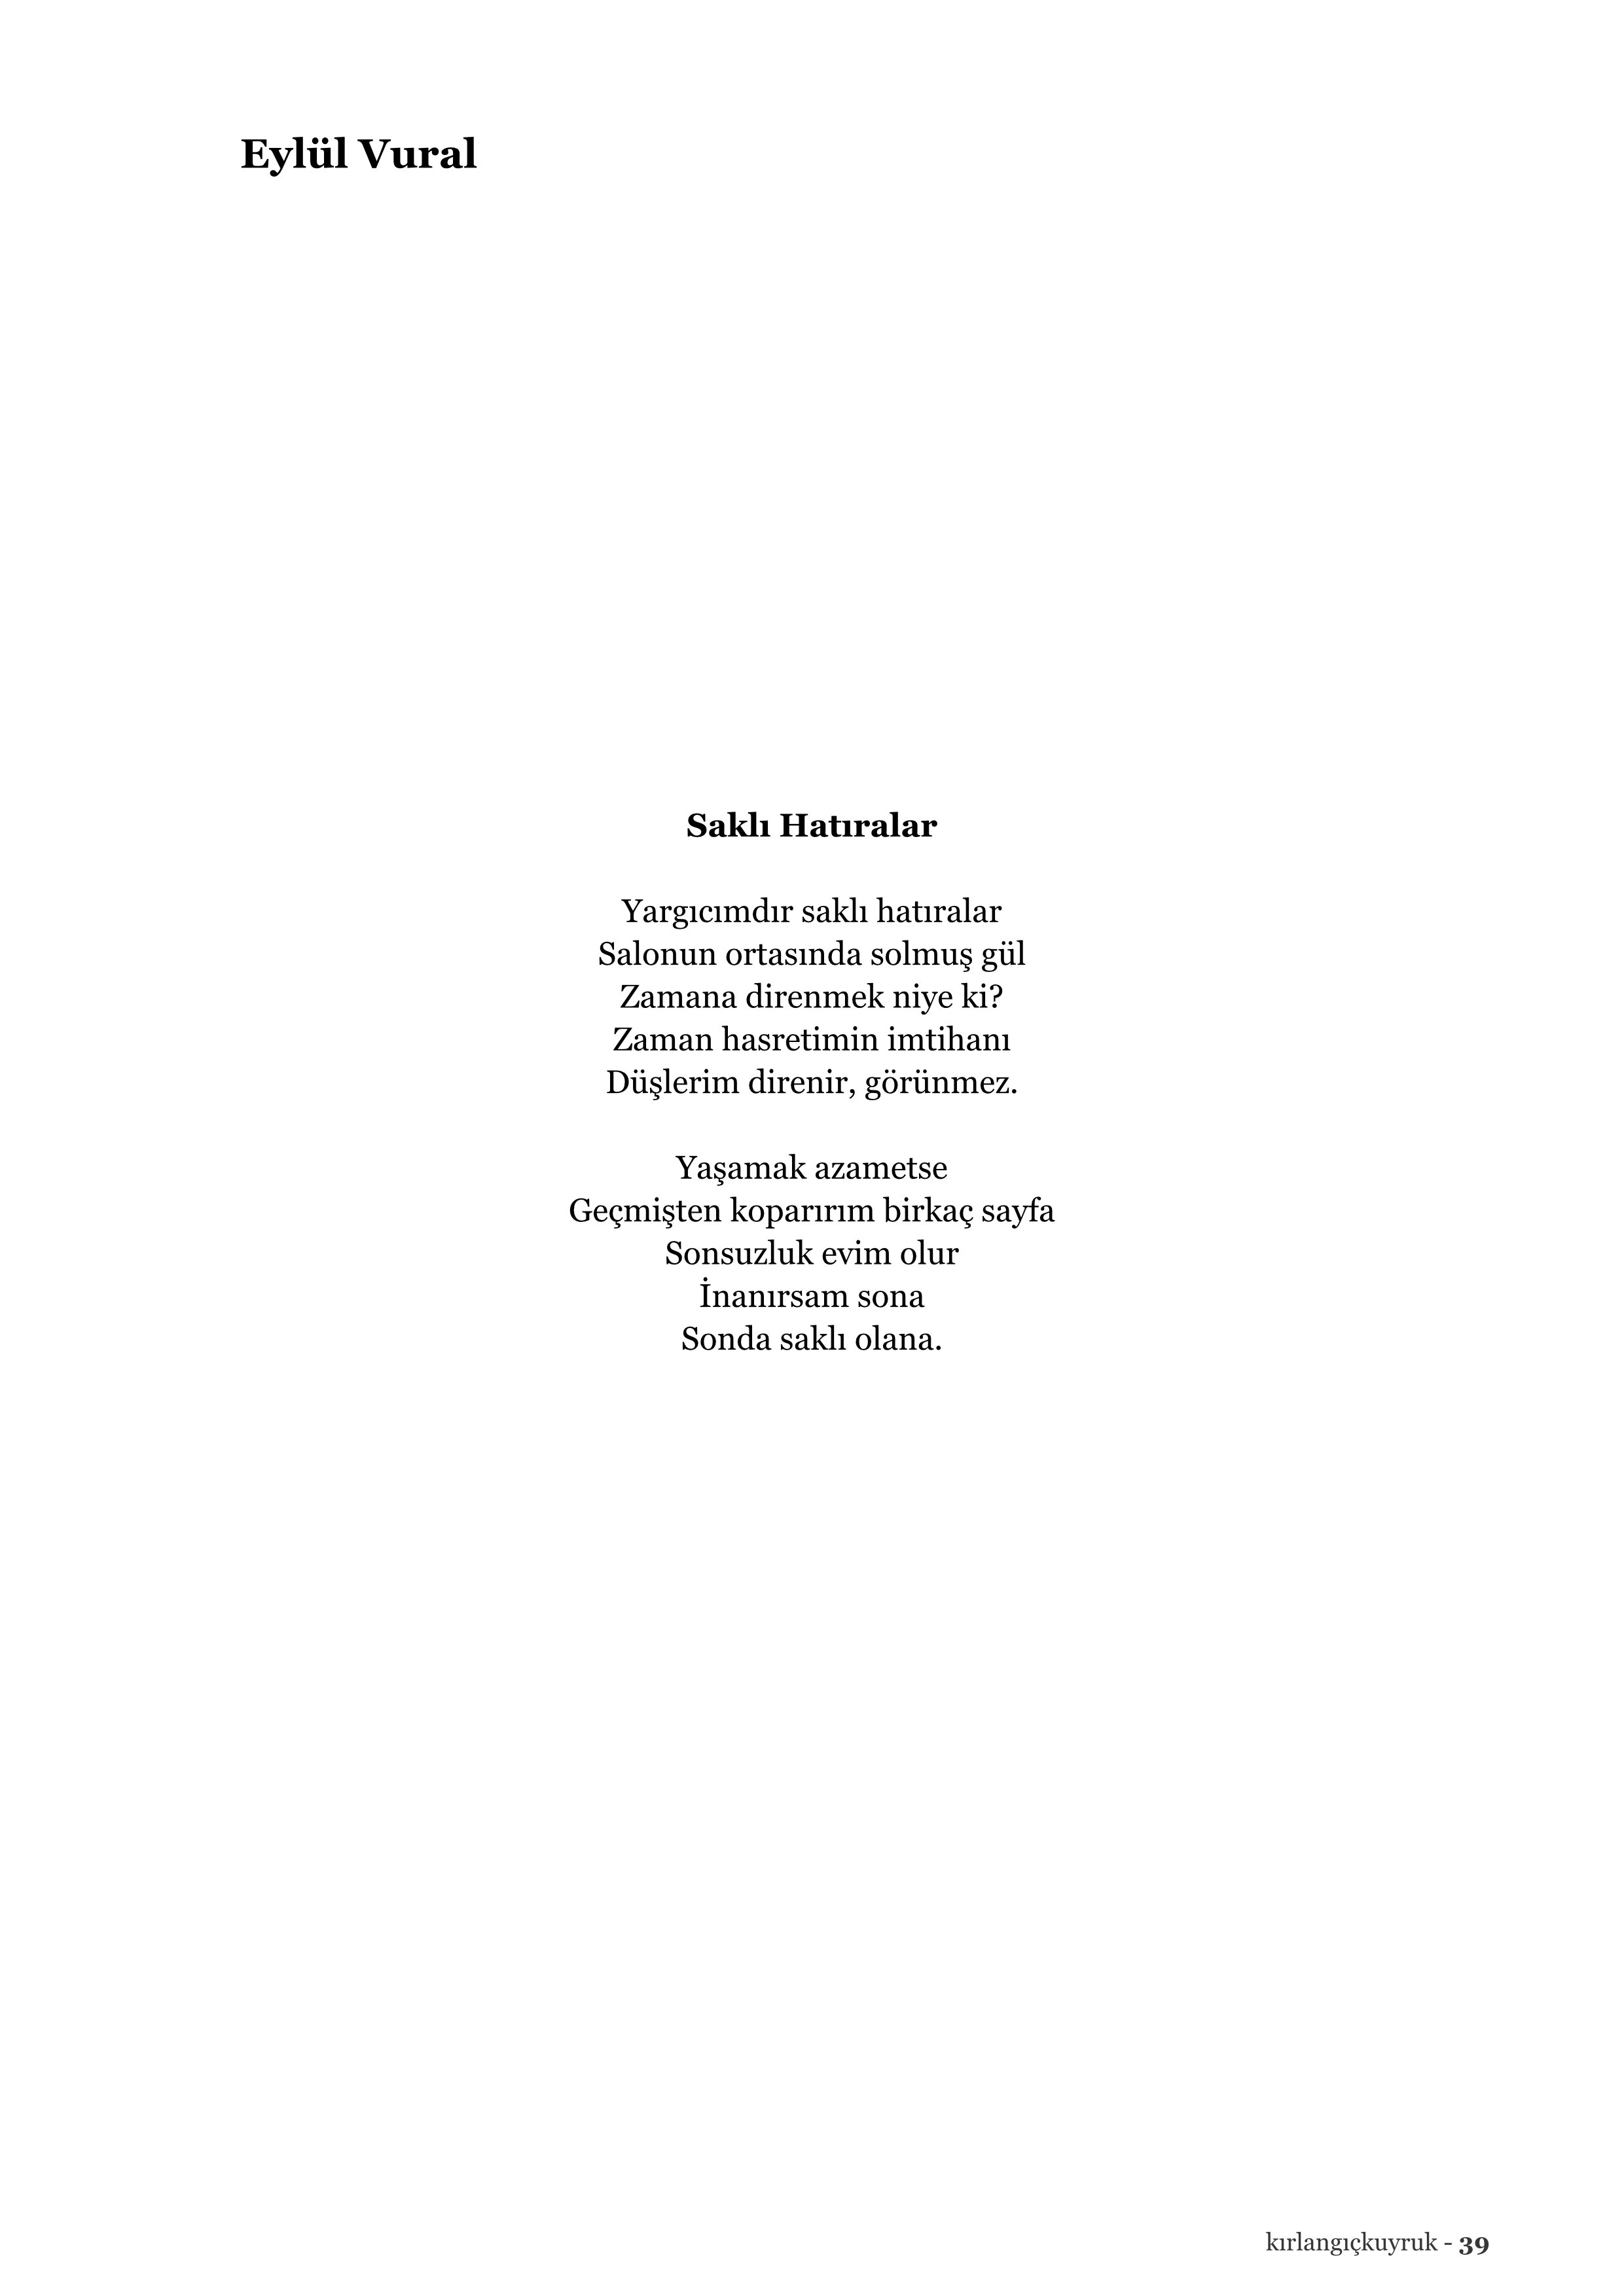 Eylül Vural
Saklı Hatıralar
Yargıcımdır saklı hatıralar
Salonun ortasında solmuş gül
Zamana direnmek niye ki?
Zaman hasretimin imtihanı
Düşlerim direnir, görünmez.
Yaşamak azametse
Geçmişten koparırım birkaç sayfa
Sonsuzluk evim olur
İnanırsam sona
Sonda saklı olana.
kırlangıçkuyruk - 39